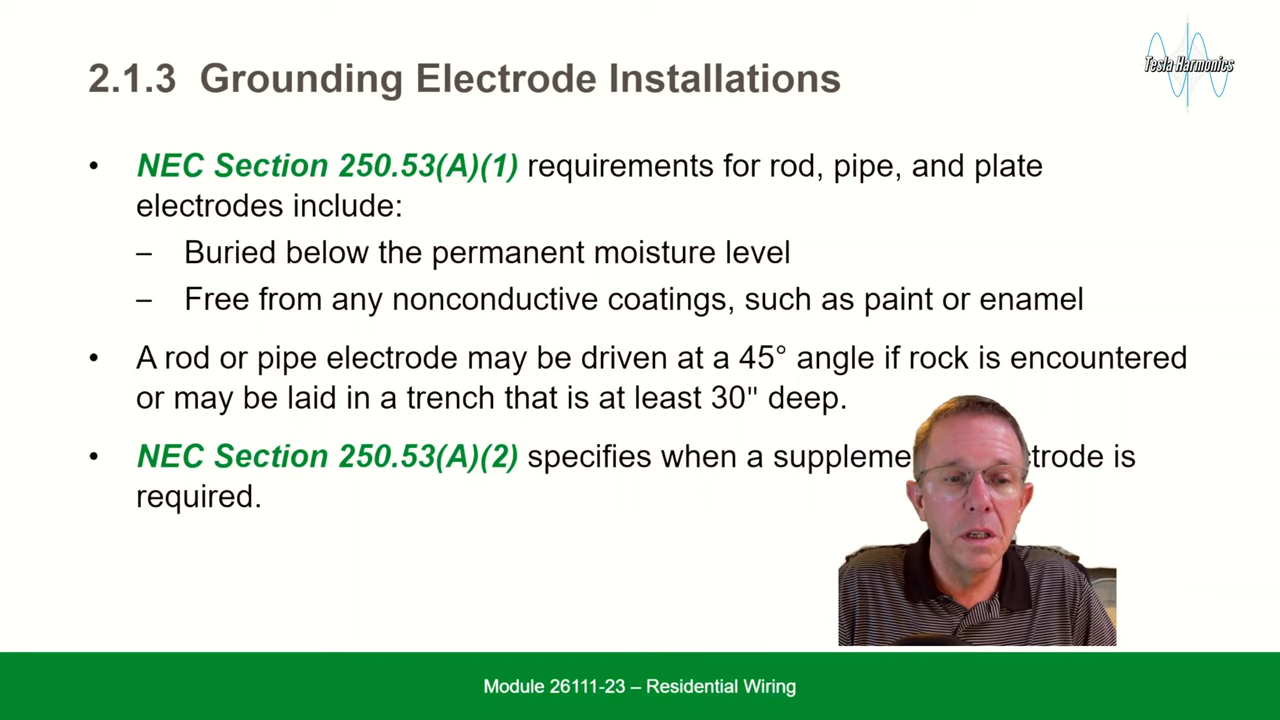 2.1.3 Grounding Electrode Installations
Tesla Harmonics
• NEC Section 250.53(A)(1) requirements for rod, pipe, and plate
electrodes include:
– Buried below the permanent moisture level
– Free from any nonconductive coatings, such as paint or enamel
• A rod or pipe electrode may be driven at a 45° angle if rock is encountered
or may be laid in a trench that is at least 30" deep.
• NEC Section 250.53(A)(2) specifies when a is
required.
Module 26111-23 – Residential Wiring